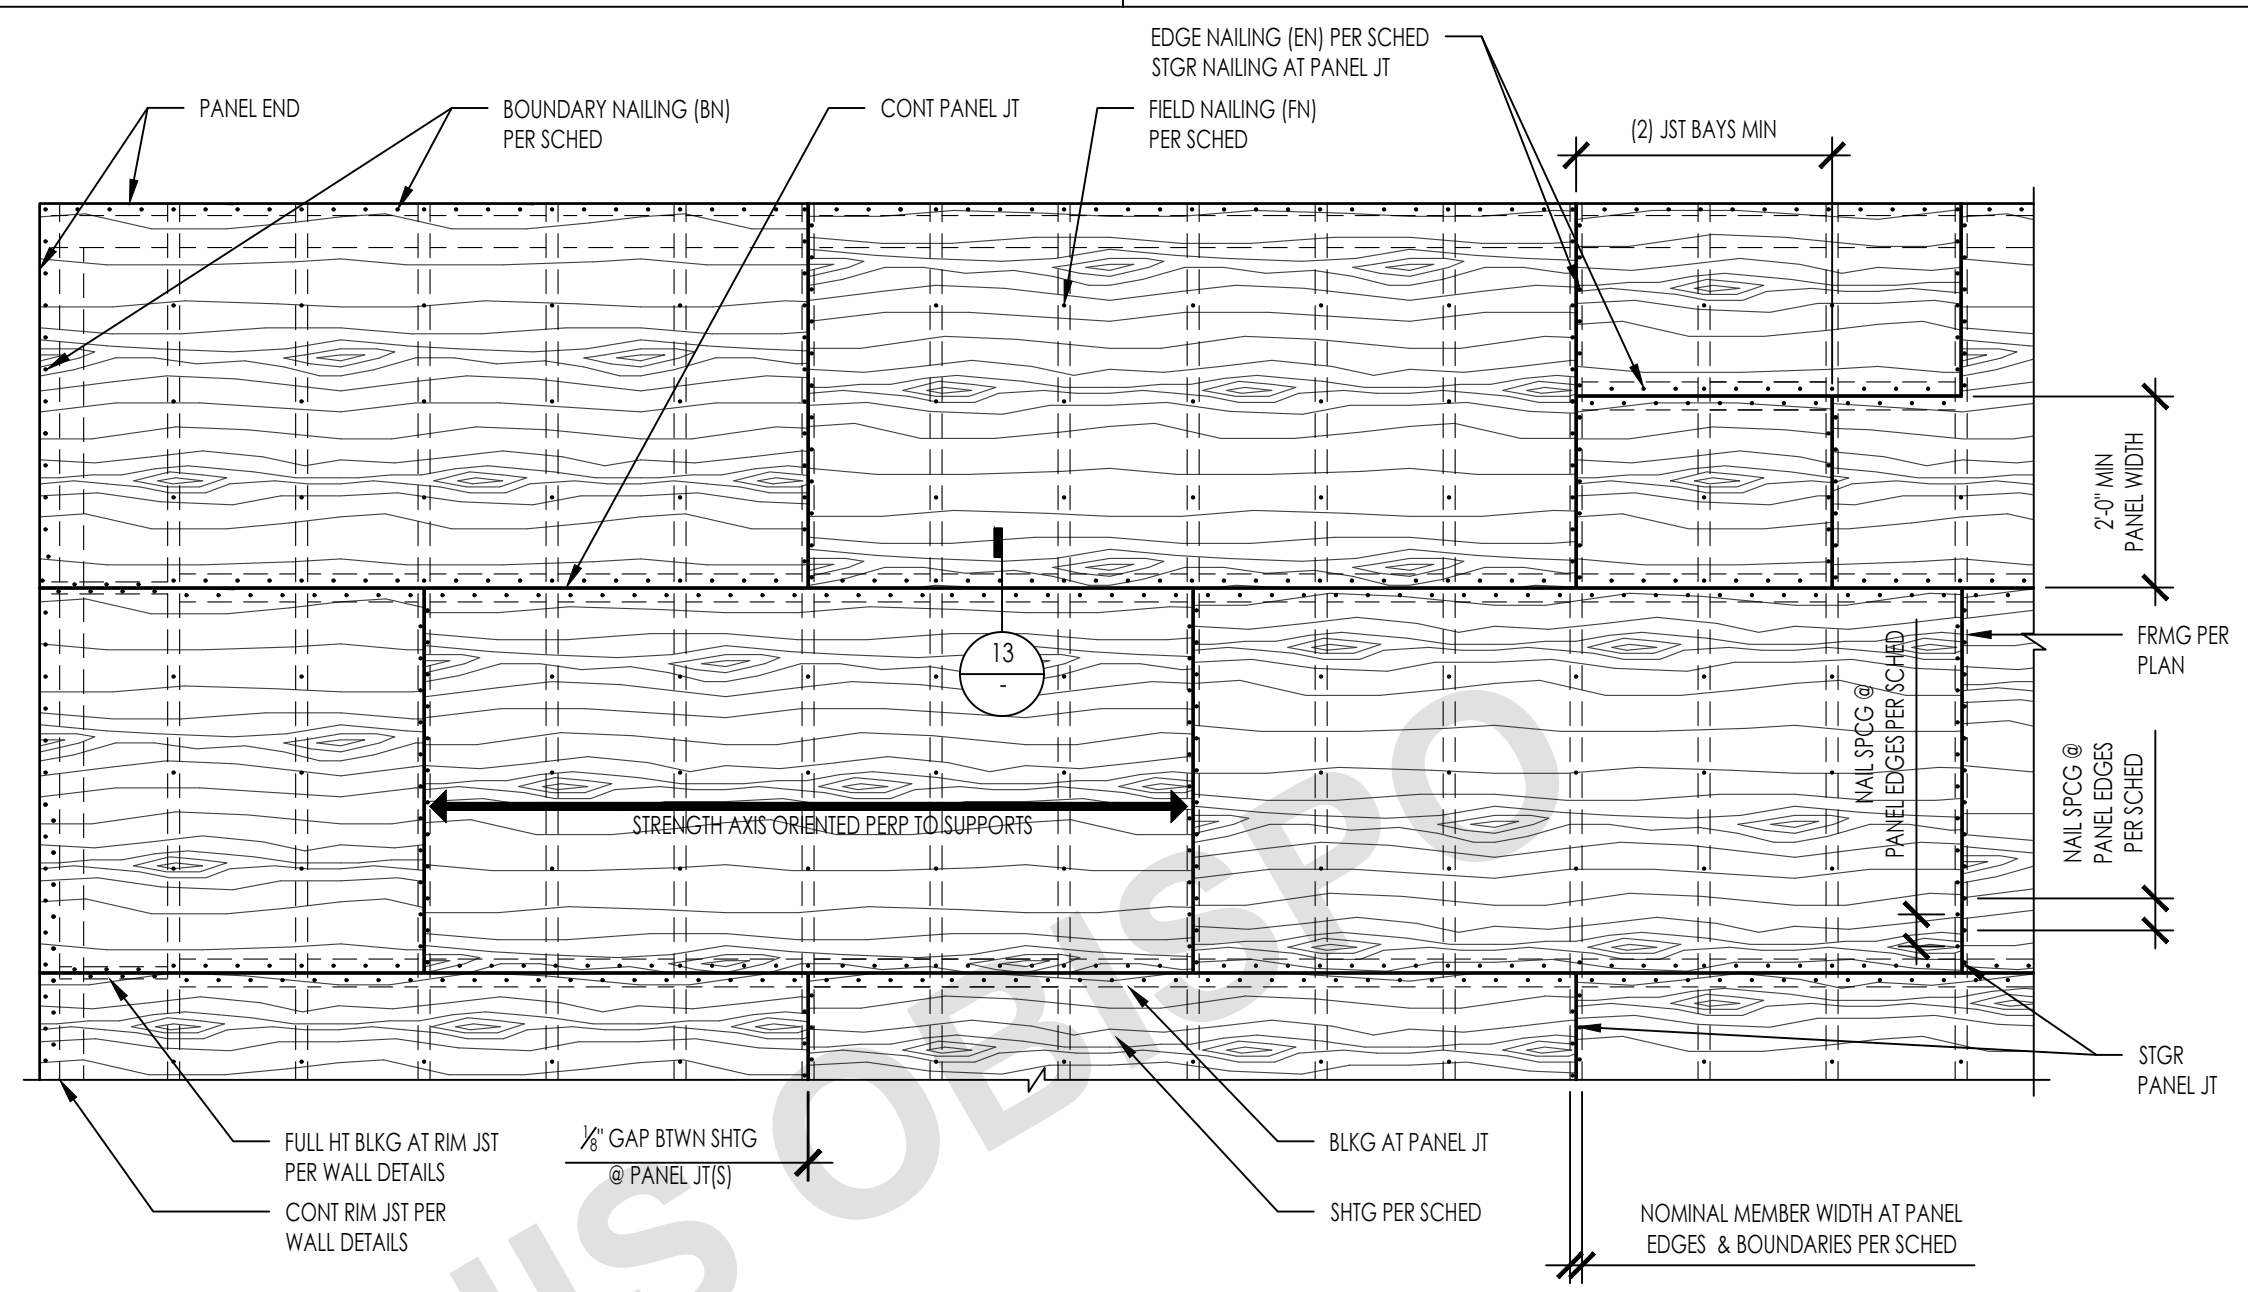 EDGE NAILING (EN) PER SCHED
STGR NAILING AT PANEL JT
PANEL END
BOUNDARY NAILING (BN)
PER SCHED
CONT PANEL JT
FIELD NAILING (FN)
PER SCHED
(2) JST BAYS MIN
2'-0" MIN
PANEL WIDTH
13
-
FRMG PER
PLAN
NAIL SPCG @
PANEL EDGES PER SCHED
NAIL SPCG @
PANEL EDGES
PER SCHED
STRENGTH AXIS ORIENTED PERP TO SUPPORTS
STGR
PANEL JT
FULL HT BLKG AT RIM JST
PER WALL DETAILS
⅛" GAP BTWN SHTG
@ PANEL JT(S)
BLKG AT PANEL JT
CONT RIM JST PER
WALL DETAILS
SHTG PER SCHED
NOMINAL MEMBER WIDTH AT PANEL
EDGES & BOUNDARIES PER SCHED
OBISPO